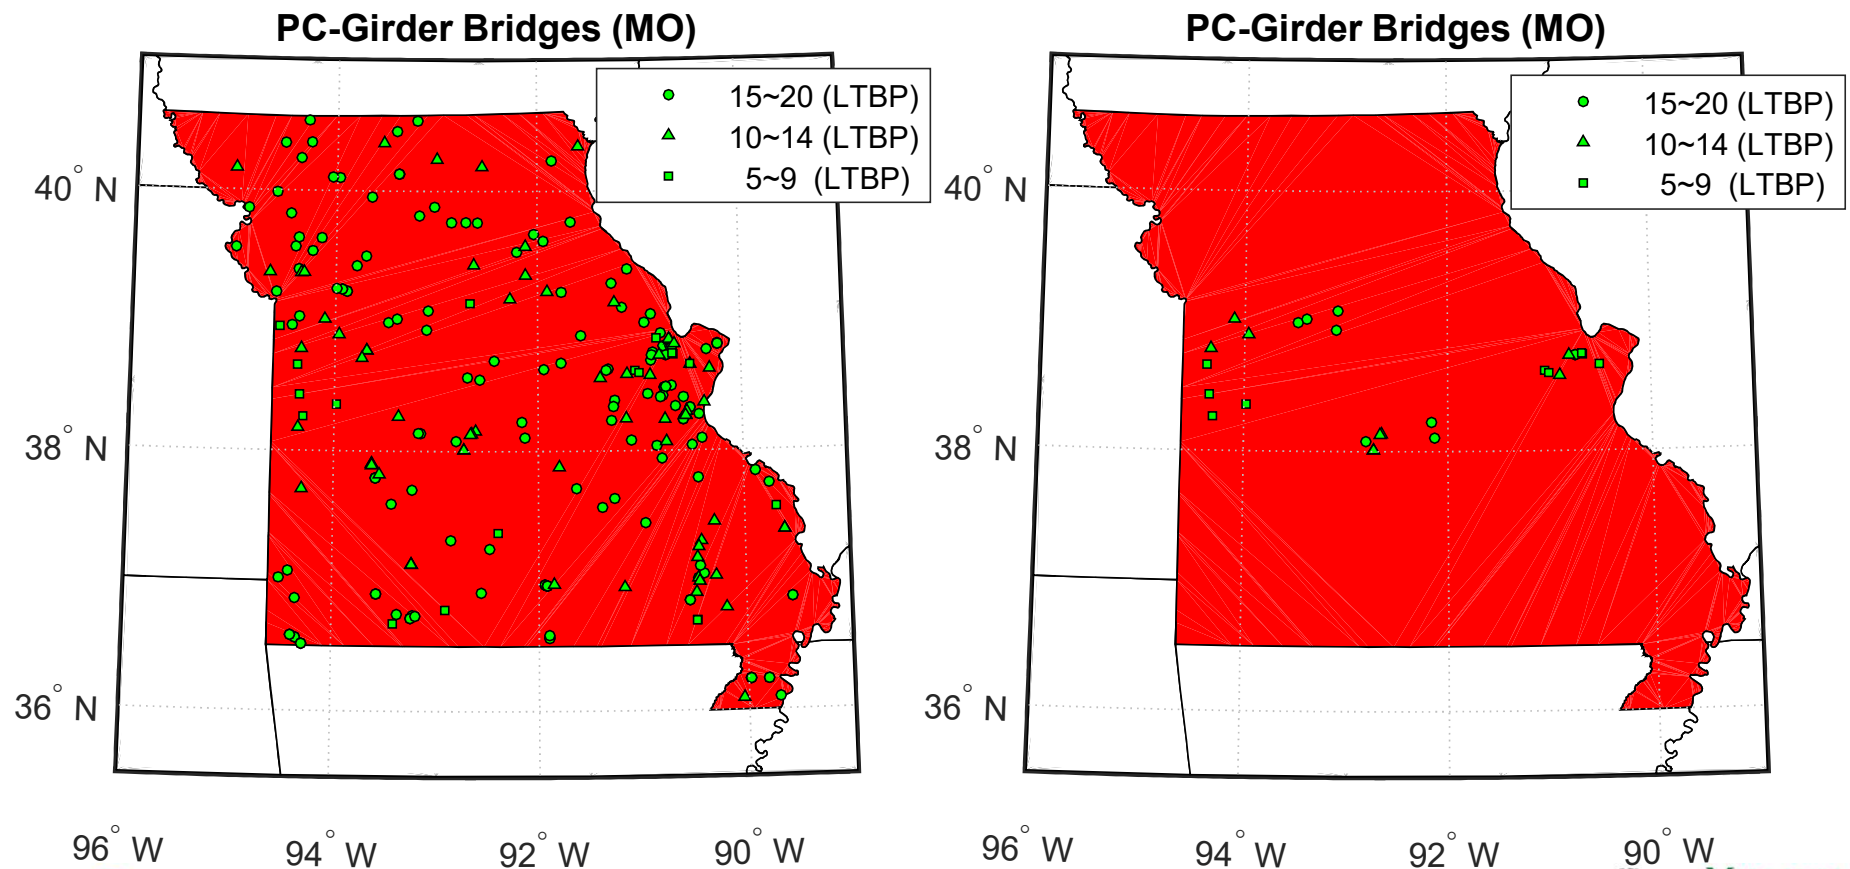 PC-Girder Bridges (MO)
15~20 (LTBP)
10~14 (LTBP)
5~9 (LTBP)
40° N
38° N
36° N
96° W
94° W
92° W
90° W
PC-Girder Bridges (MO)
15~20 (LTBP)
10~14 (LTBP)
5~9 (LTBP)
40° N
38° N
36° N
96° W
94° W
92° W
90° W